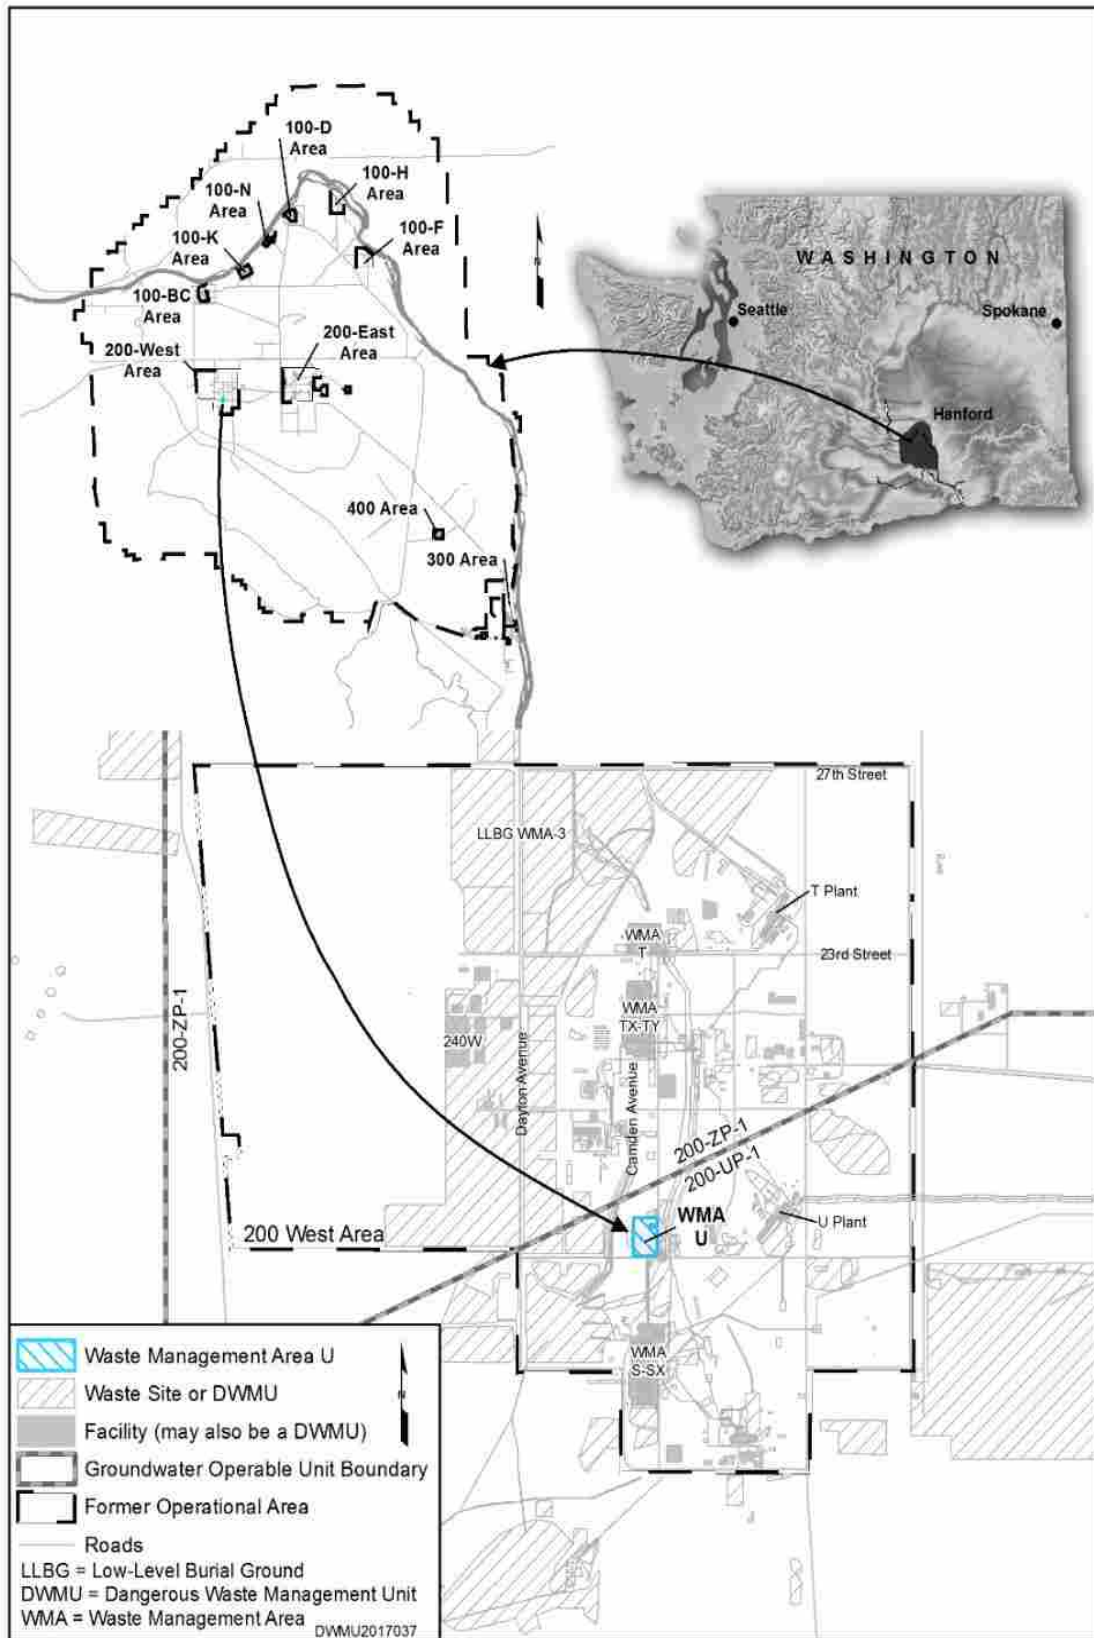 100-D
Area
100-H
Area
100-N
Area
100-F
Area
100-K
Area
100-BC
Area
200-West
Area
200-East
Area
400 Area
300 Area
N
WASHINGTON
Seattle
Spokane
Hanford
27th Street
LLBG WMA-3
T Plant
WMA
T
23rd Street
WMA
TX-TY
240W
200-ZP-1
Dayton Avenue
Camden Avenue
200-ZP-1
200-UP-1
WMA
U
U Plant
200 West Area
WMA
S-SX
Waste Management Area U
Waste Site or DWMU
Facility (may also be a DWMU)
Groundwater Operable Unit Boundary
Former Operational Area
Roads
LLBG = Low-Level Burial Ground
DWMU = Dangerous Waste Management Unit
WMA = Waste Management Area
DWMU2017037
N